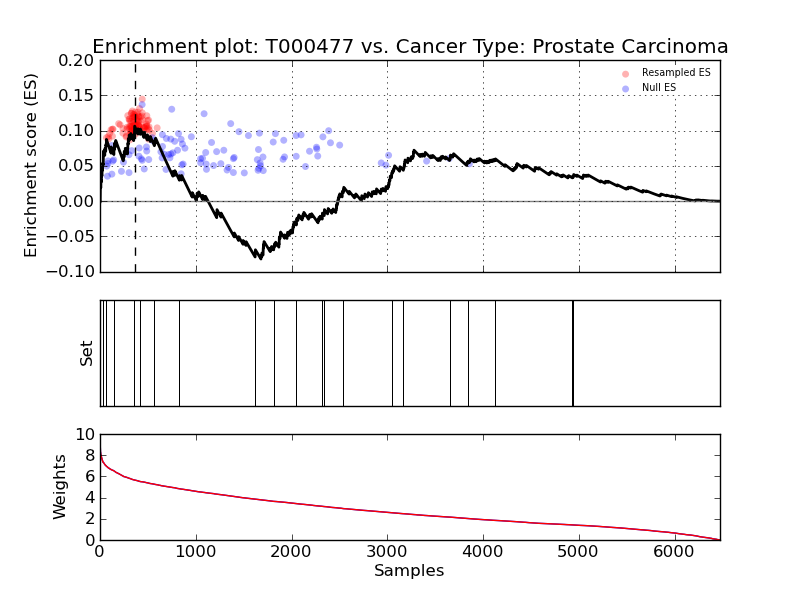 Enrichment plot: T000477 vs. Cancer Type: Prostate Carcinoma
Enrichment score (ES)
0.20
0.15
0.10
0.05
0.00
−0.05
−0.10
Resampled ES
Null ES
Set
Weights
10
8
6
4
2
0
0 1000 2000 3000 4000 5000 6000
Samples